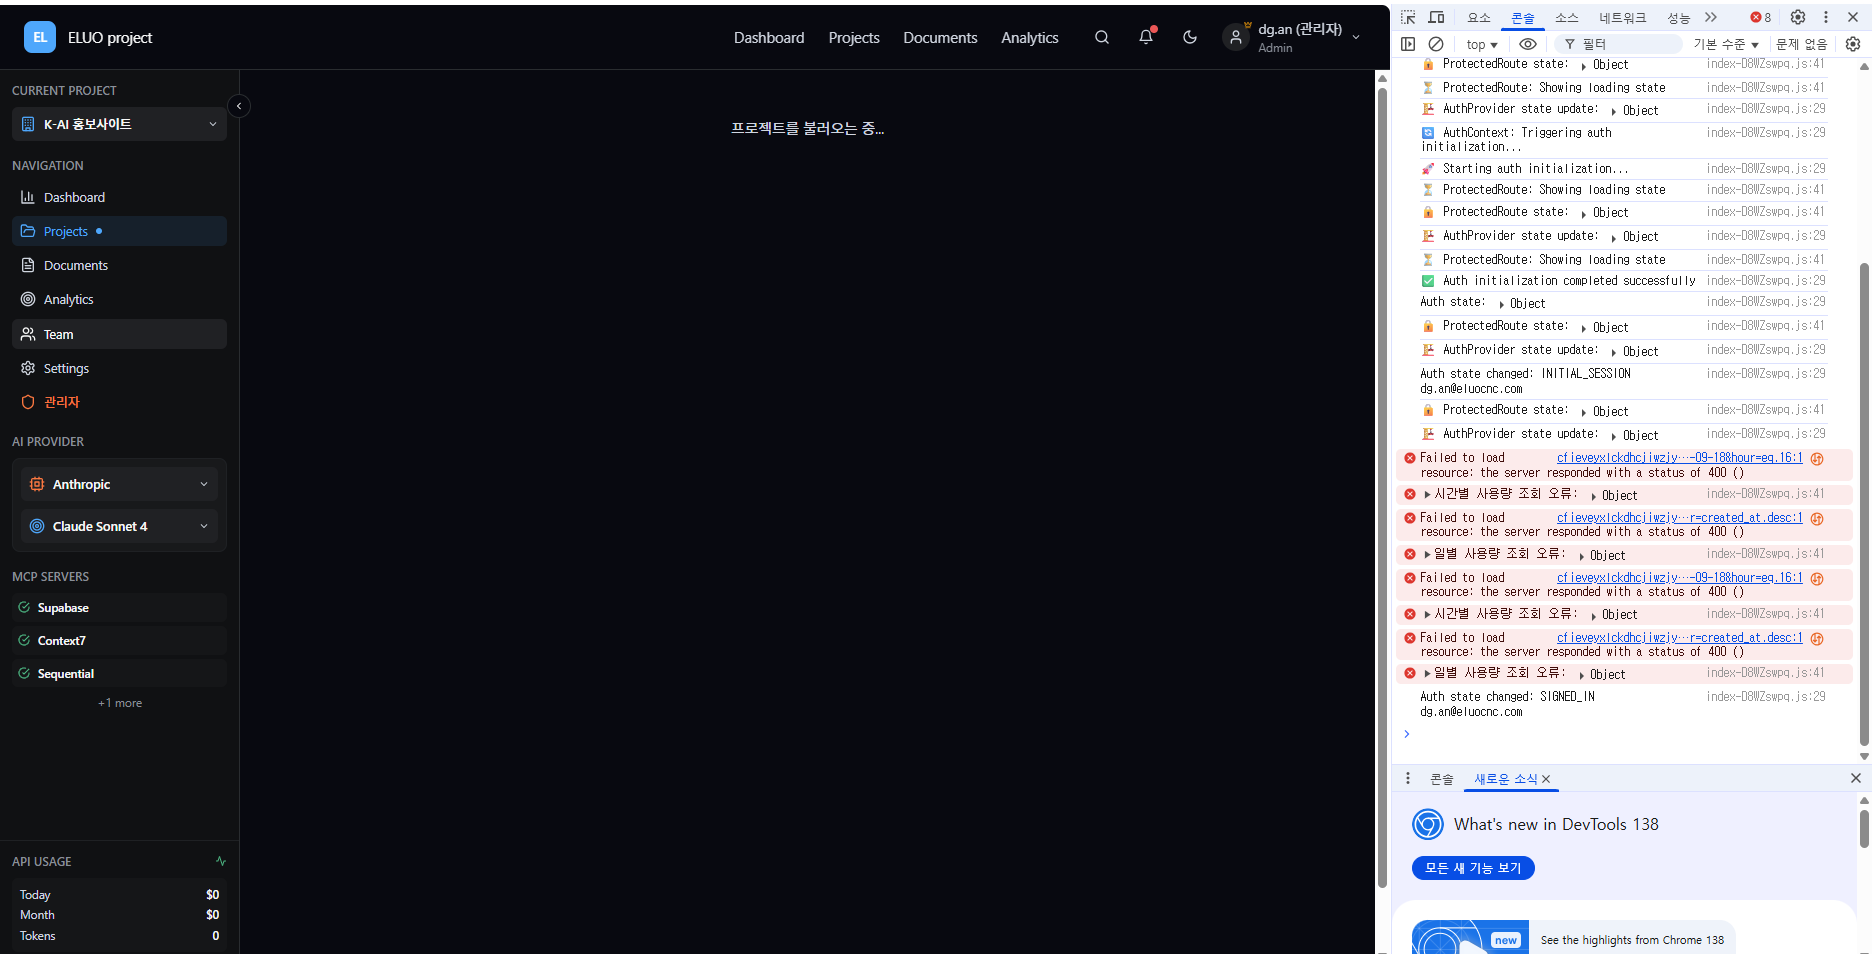 EL ELUO project
Dashboard Projects Documents Analytics
dg.an (관리자)
Admin
CURRENT PROJECT
K-AI 홍보사이트
NAVIGATION
Dashboard
Projects
Documents
Analytics
Team
Settings
관리자
AI PROVIDER
Anthropic
Claude Sonnet 4
MCP SERVERS
Supabase
Context7
Sequential
+1 more
API USAGE
Today $0
Month $0
Tokens 0
프로젝트를 불러오는 중...
요소 콘솔 소스 네트워크 성능 8
top 필터 기본 수준 문제 없음
ProtectedRoute state: Object index-D8WZswpq.js:41
ProtectedRoute: Showing loading state index-D8WZswpq.js:41
AuthProvider state update: Object index-D8WZswpq.js:29
AuthContext: Triggering auth index-D8WZswpq.js:29
initialization...
Starting auth initialization... index-D8WZswpq.js:29
ProtectedRoute: Showing loading state index-D8WZswpq.js:41
ProtectedRoute state: Object index-D8WZswpq.js:41
AuthProvider state update: Object index-D8WZswpq.js:29
ProtectedRoute: Showing loading state index-D8WZswpq.js:41
Auth initialization completed successfully index-D8WZswpq.js:29
Auth state: Object index-D8WZswpq.js:29
ProtectedRoute state: Object index-D8WZswpq.js:41
AuthProvider state update: Object index-D8WZswpq.js:29
Auth state changed: INITIAL_SESSION index-D8WZswpq.js:29
dg.an@eluocnc.com
ProtectedRoute state: Object index-D8WZswpq.js:41
AuthProvider state update: Object index-D8WZswpq.js:29
Failed to load cfieveyxlckdhcjiwzjy…-09-18&hour=eq.16:1
resource: the server responded with a status of 400 ()
시간별 사용량 조회 오류: Object index-D8WZswpq.js:41
Failed to load cfieveyxlckdhcjiwzjy…r=created_at.desc:1
resource: the server responded with a status of 400 ()
일별 사용량 조회 오류: Object index-D8WZswpq.js:41
Failed to load cfieveyxlckdhcjiwzjy…-09-18&hour=eq.16:1
resource: the server responded with a status of 400 ()
시간별 사용량 조회 오류: Object index-D8WZswpq.js:41
Failed to load cfieveyxlckdhcjiwzjy…r=created_at.desc:1
resource: the server responded with a status of 400 ()
일별 사용량 조회 오류: Object index-D8WZswpq.js:41
Auth state changed: SIGNED_IN index-D8WZswpq.js:29
dg.an@eluocnc.com
콘솔 새로운 소식
What's new in DevTools 138
모든 새 기능 보기
new See the highlights from Chrome 138